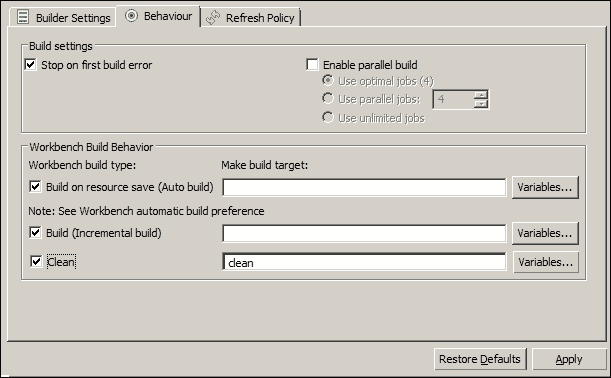 Builder Settings Behaviour Refresh Policy
Build settings
Stop on first build error Enable parallel build
Use optimal jobs (4)
Use parallel jobs: 4
Use unlimited jobs
Workbench Build Behavior
Workbench build type: Make build target:
Build on resource save (Auto build) Variables...
Note: See Workbench automatic build preference
Build (Incremental build) Variables...
Clean clean Variables...
Restore Defaults Apply